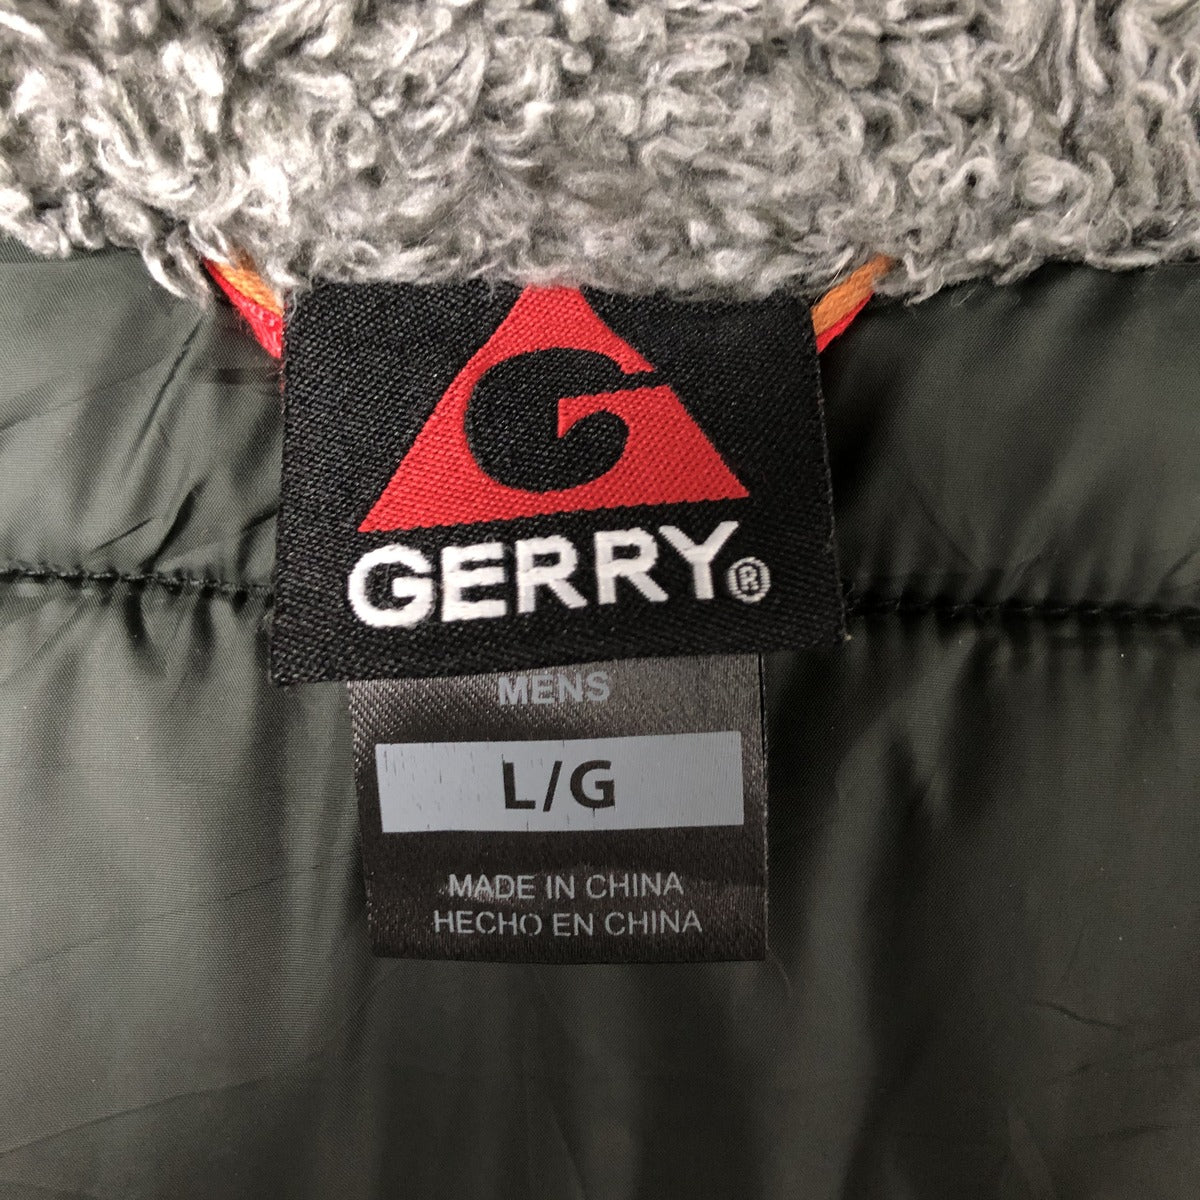 G
GERRY®
MENS
L/G
MADE IN CHINA
HECHO EN CHINA